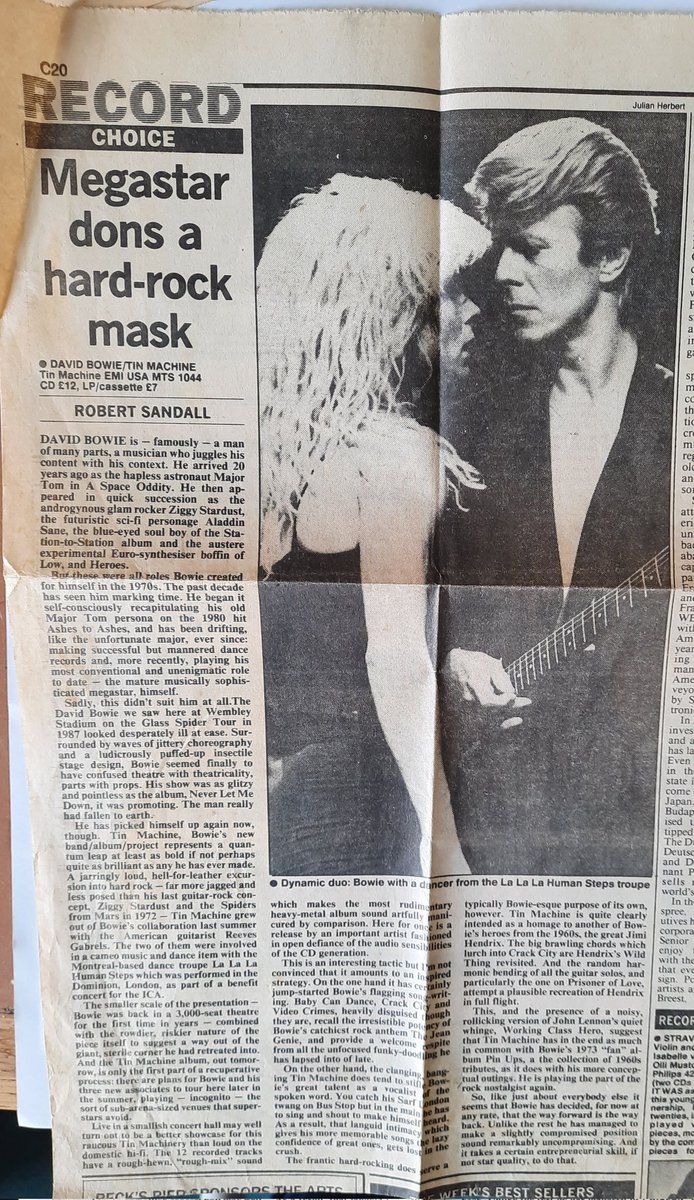 C20
RECORD
CHOICE
Megastar
dons a
hard-rock
mask
● DAVID BOWIE/TIN MACHINE
Tin Machine EMI USA MTS 1044
CD £12, LP/cassette £7
ROBERT SANDALL
DAVID BOWIE is — famously — a man
of many parts, a musician who juggles his
content with his context. He arrived 20
years ago as the hapless astronaut Major
Tom in A Space Oddity. He then ap-
peared in quick succession as the
androgynous glam rocker Ziggy Stardust,
the futuristic sci-fi personage Aladdin
Sane, the blue-eyed soul boy of the Sta-
tion-to-Station album and the austere
experimental Euro-synthesiser boffin of
Low, and Heroes.
But these were all roles Bowie created
for himself in the 1970s. The past decade
has seen him marking time. He began it
self-consciously recapitulating his old
Major Tom persona on the 1980 hit
Ashes to Ashes, and has been drifting,
like the unfortunate major, ever since:
making successful but mannered dance
records and, more recently, playing his
most conventional and unenigmatic role
to date — the mature musically sophis-
ticated megastar, himself.
Sadly, this didn't suit him at all.The
David Bowie we saw here at Wembley
Stadium on the Glass Spider Tour in
1987 looked desperately ill at ease. Sur-
rounded by waves of jittery choreography
and a ludicrously puffed-up insectile
stage design, Bowie seemed finally to
have confused theatre with theatricality,
parts with props. His show was as glitzy
and pointless as the album, Never Let Me
Down, it was promoting. The man really
had fallen to earth.
He has picked himself up again now,
though. Tin Machine, Bowie's new
band/album/project represents a quan-
tum leap at least as bold if not perhaps
quite as brilliant as any he has ever made.
A jarringly loud, hell-for-leather excur-
sion into hard rock — far more jagged and
less posed than his last guitar-rock con-
cept, Ziggy Stardust and the Spiders
from Mars in 1972 — Tin Machine grew
out of Bowie's collaboration last summer
with the American guitarist Reeves
Gabrels. The two of them were involved
in a cameo music and dance item with the
Montreal-based dance troupe La La La
Human Steps which was performed in the
Dominion, London, as part of a benefit
concert for the ICA.
The smaller scale of the presentation —
Bowie was back in a 3,000-seat theatre
for the first time in years — combined
with the rowdier, riskier nature of the
piece itself to suggest a way out of the
giant, sterile corner he had retreated into.
And the Tin Machine album, out tomor-
row, is only the first part of a recuperative
process: there are plans for Bowie and his
three new associates to tour here later in
the summer, playing — incognito — the
sort of sub-arena-sized venues that super-
stars avoid.
Live in a smallish concert hall may well
turn out to be a better showcase for this
raucous Tin Machinery than loud on the
domestic hi-fi. The 12 recorded tracks
have a rough-hewn, "rough-mix" sound
Julian Herbert
● Dynamic duo: Bowie with a dancer from the La La La Human Steps troupe
which makes the most rudimentary
heavy-metal album sound artfully mani-
cured by comparison. Here for once is a
release by an important artist fashioned
in open defiance of the audio sensibilities
of the CD generation.
This is an interesting tactic but I'm not
convinced that it amounts to an inspired
strategy. On the one hand it has certainly
jump-started Bowie's flagging song-writ-
ing. Baby Can Dance, Crack City and
Video Crimes, heavily disguised though
they are, recall the irresistible potency of
Bowie's catchiest rock anthem The Jean
Genie, and provide a welcome respite
from all the unfocused funky-doodling he
has lapsed into of late.
On the other hand, the clanging, bang-
ing Tin Machine does tend to stifle Bow-
ie's great talent as a vocalist of the
spoken word. You catch his Sarf London
twang on Bus Stop but in the main he has
to sing and shout to make himself heard.
As a result, that languid intimacy which
gives his more memorable songs the lazy
confidence of great ones, gets lost in the
crush.
The frantic hard-rocking does serve a
typically Bowie-esque purpose of its own,
however. Tin Machine is quite clearly
intended as a homage to another of Bow-
ie's heroes from the 1960s, the great Jimi
Hendrix. The big brawling chords which
lurch into Crack City are Hendrix's Wild
Thing revisited. And the random har-
monic bending of all the guitar solos, and
particularly the one on Prisoner of Love,
attempt a plausible recreation of Hendrix
in full flight.
This, and the presence of a noisy,
rollicking version of John Lennon's quiet
whinge, Working Class Hero, suggests
that Tin Machine has in the end as much
in common with Bowie's 1973 "fan" al-
bum Pin Ups, a the collection of 1960s
tributes, as it does with his more concep-
tual outings. He is playing the part of the
rock nostalgist again.
So, like just about everybody else it
seems that Bowie has decided, for now at
any rate, that the way forward is the way
back. Unlike the rest he has managed to
make a slightly compromised position
sound remarkably uncompromising. And
it takes a certain entrepreneurial skill, if
not star quality, to do that.
BECK'S BIER SPONSORS THE ARTS
WEEK'S BEST SELLERS